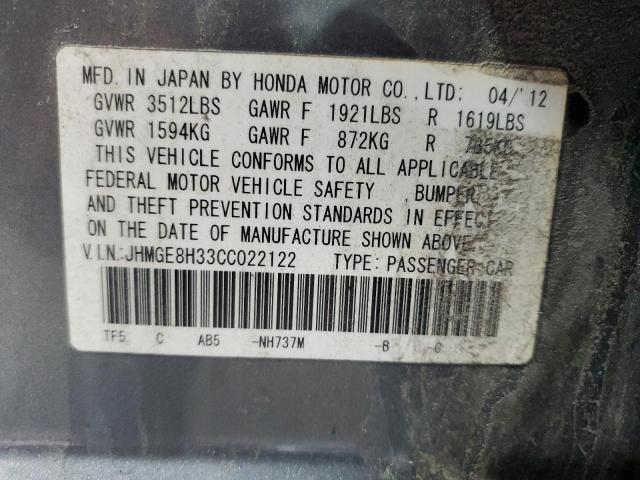 MFD. IN JAPAN BY HONDA MOTOR CO., LTD: 04/'12
GVWR 3512LBS GAWR F 1921LBS R 1619LBS
GVWR 1594KG GAWR F 872KG R
THIS VEHICLE CONFORMS TO ALL APPLICABLE
FEDERAL MOTOR VEHICLE SAFETY , BUMPER,
AND THEFT PREVENTION STANDARDS IN EFFECT
ON THE DATE OF MANUFACTURE SHOWN ABOVE.
V.I.N.:JHMGE8H33CC022122 TYPE: PASSENGER CAR
TF5 C AB5 -NH737M -B -C